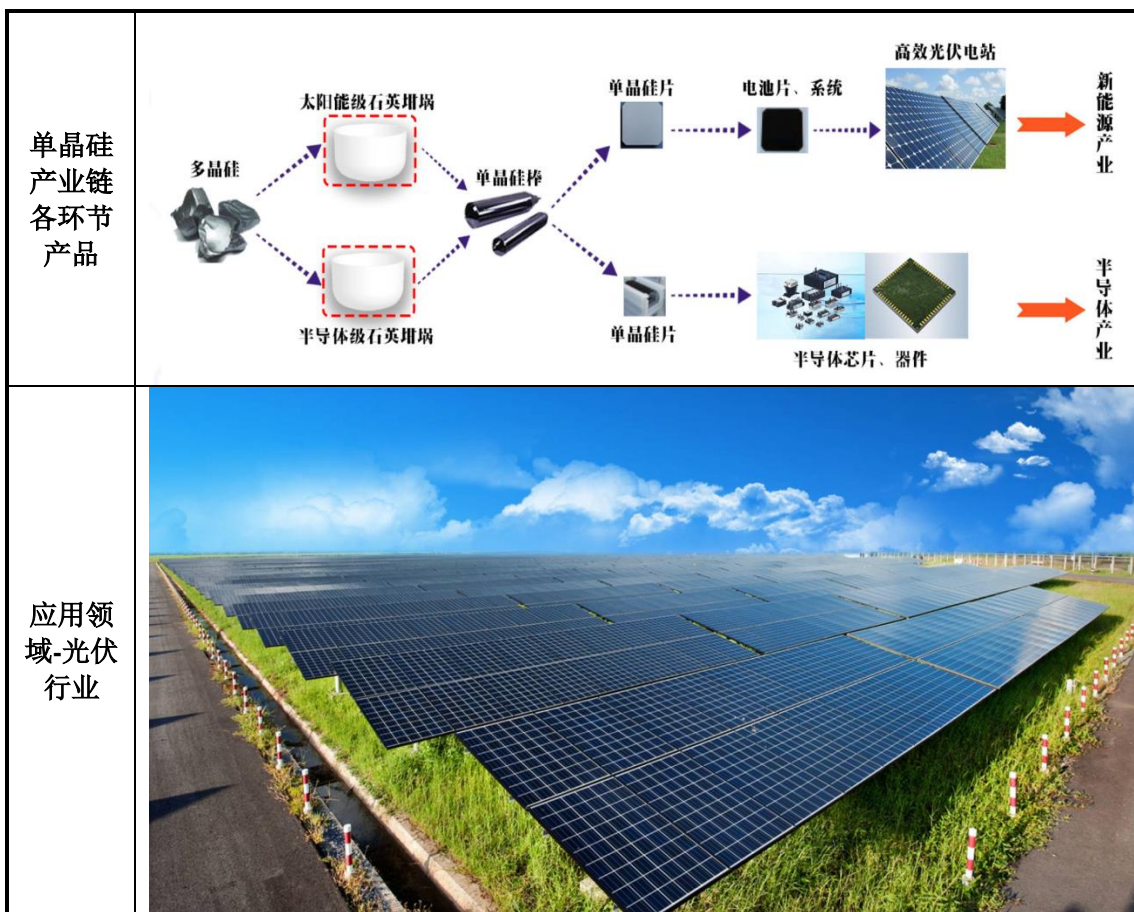 单晶硅
产业链
各环节
产品
多晶硅
太阳能级石英坩埚
半导体级石英坩埚
单晶硅棒
单晶硅片
电池片、系统
高效光伏电站
新能源产业
单晶硅片
半导体芯片、器件
半导体产业
应用领
域-光伏
行业